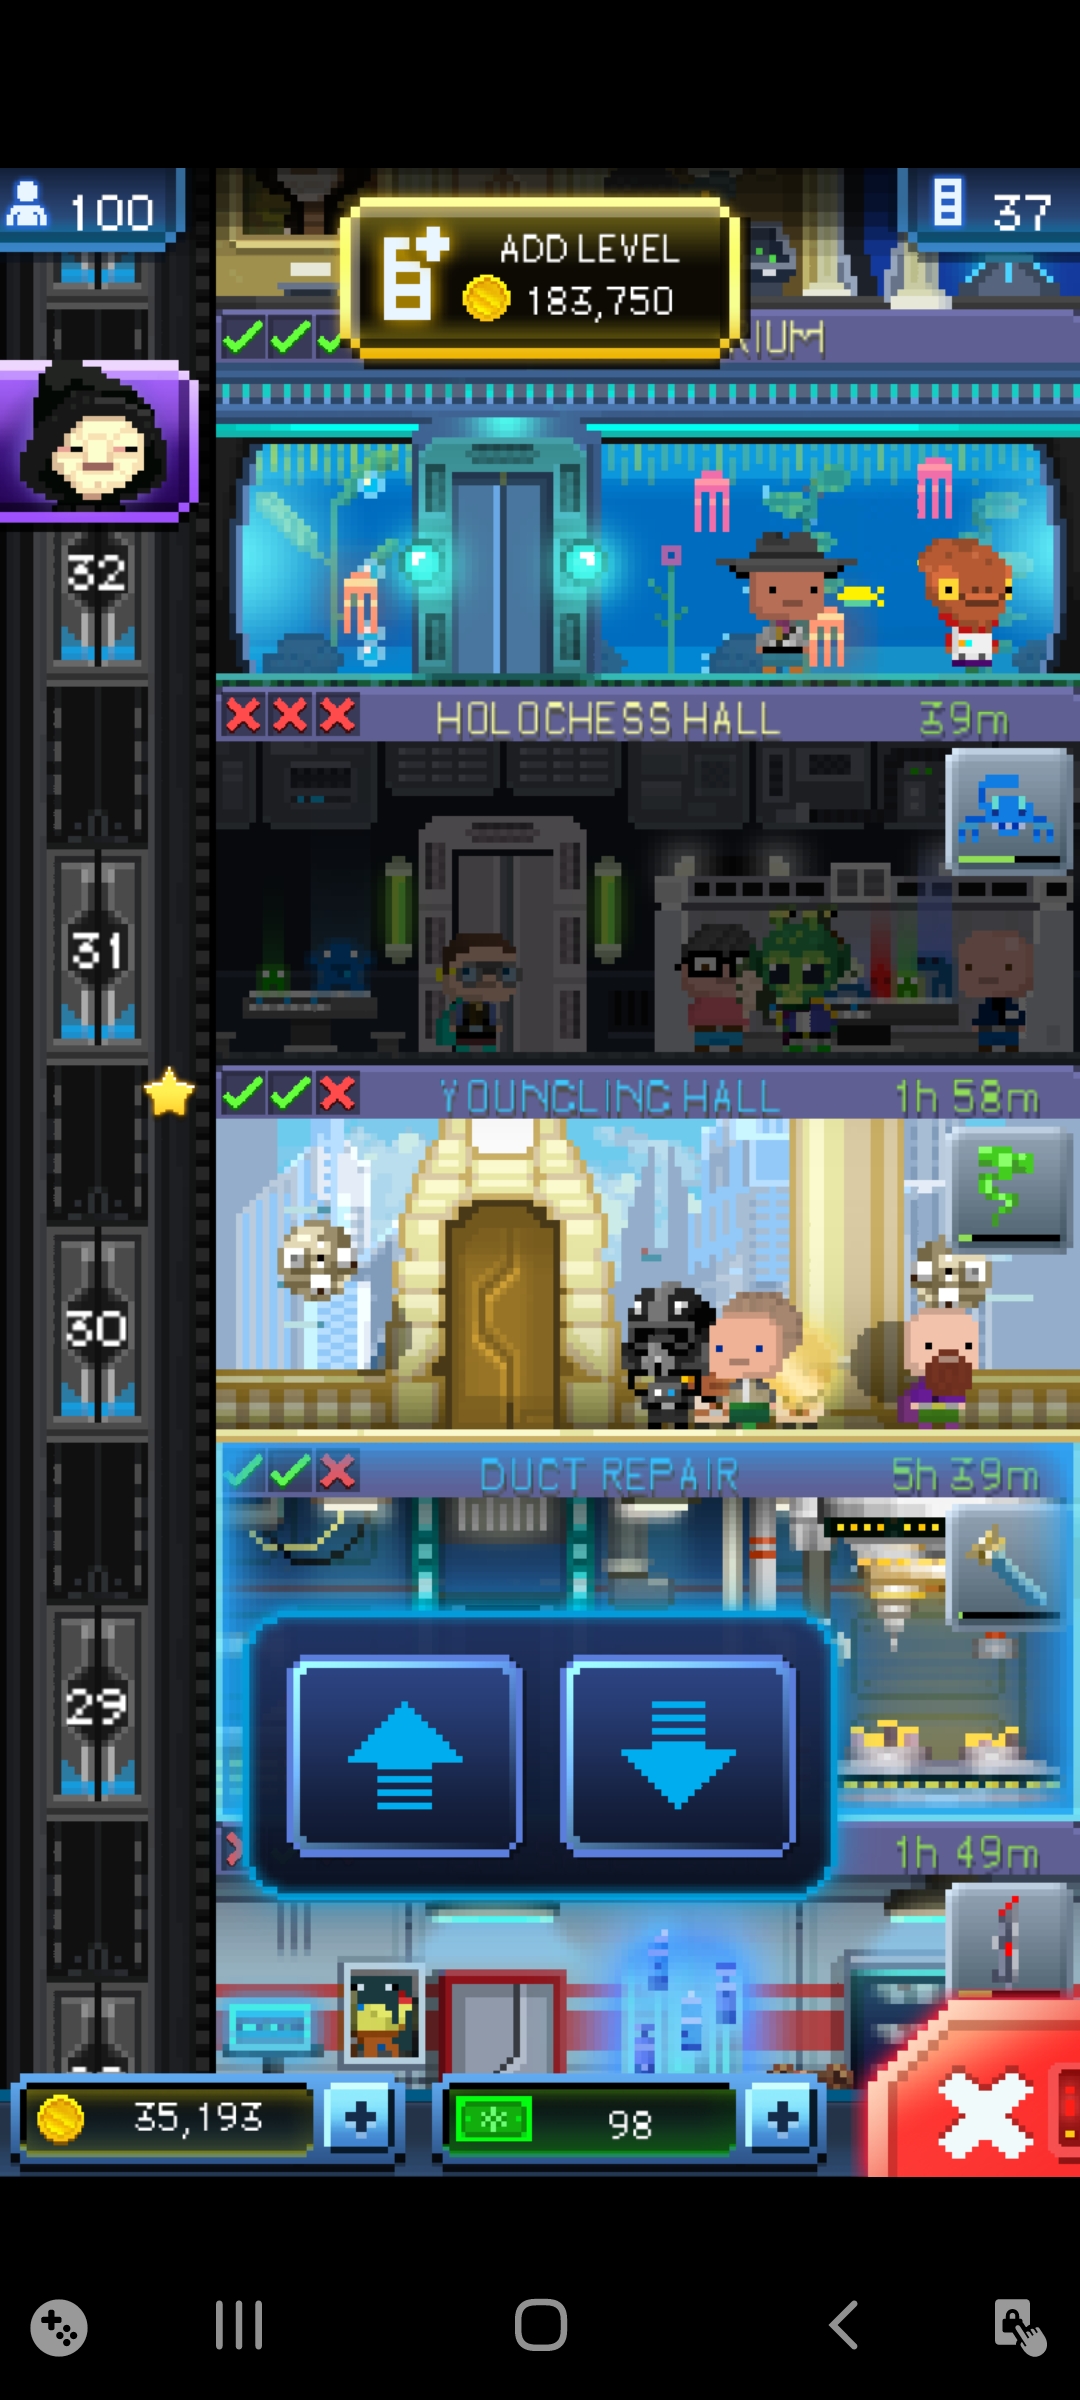 100
37
ADD LEVEL
183,750
32
HOLOCHESS HALL
39m
31
YOUNGLING HALL
1h 58m
30
DUCT REPAIR
5h 39m
29
1h 49m
35,193
98